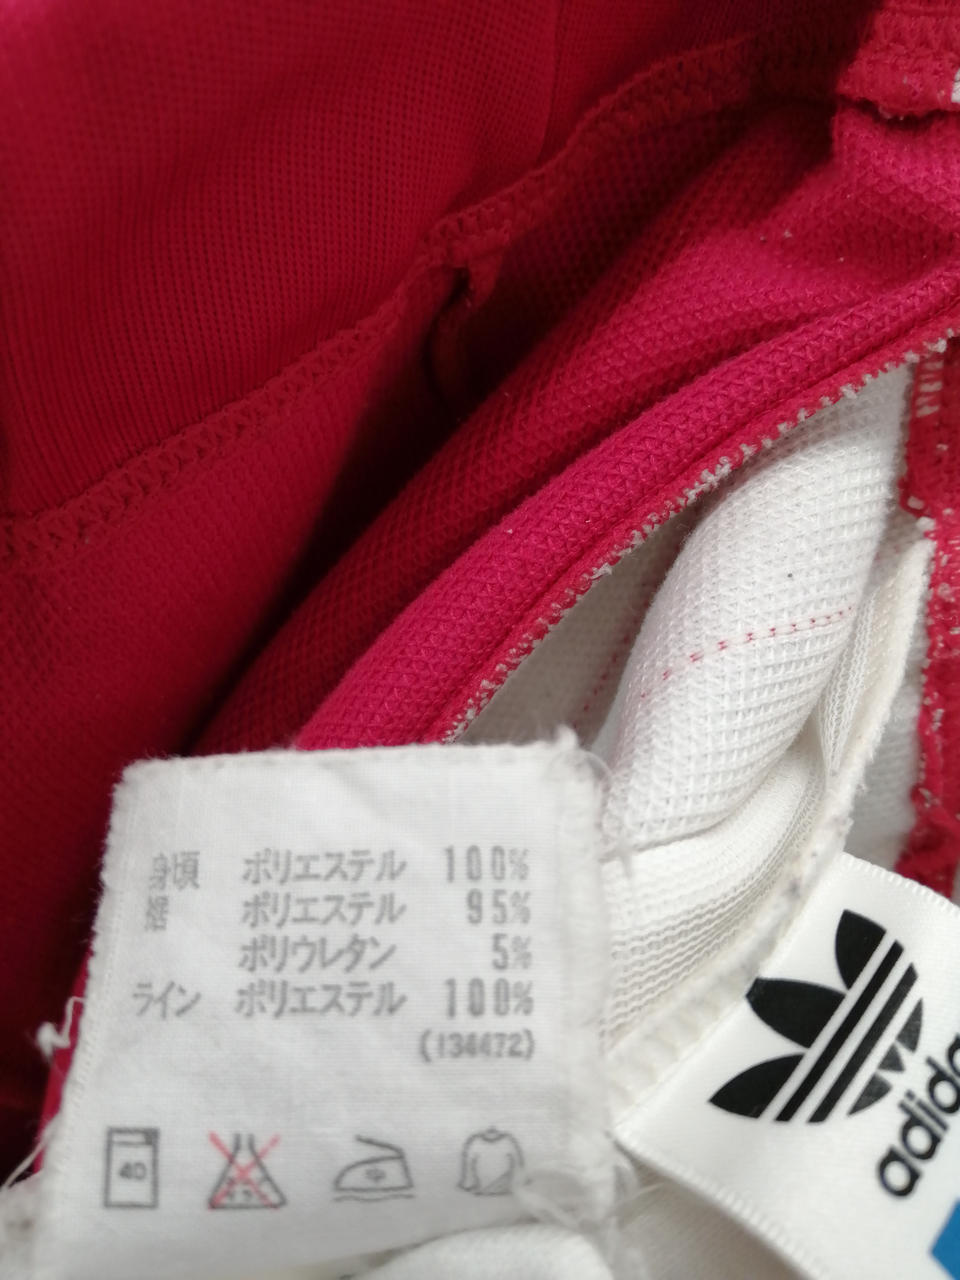 身頃 ポリエステル 100%
裾 ポリエステル 95%
ポリウレタン 5%
ライン ポリエステル 100%
(134472)
40
adidas